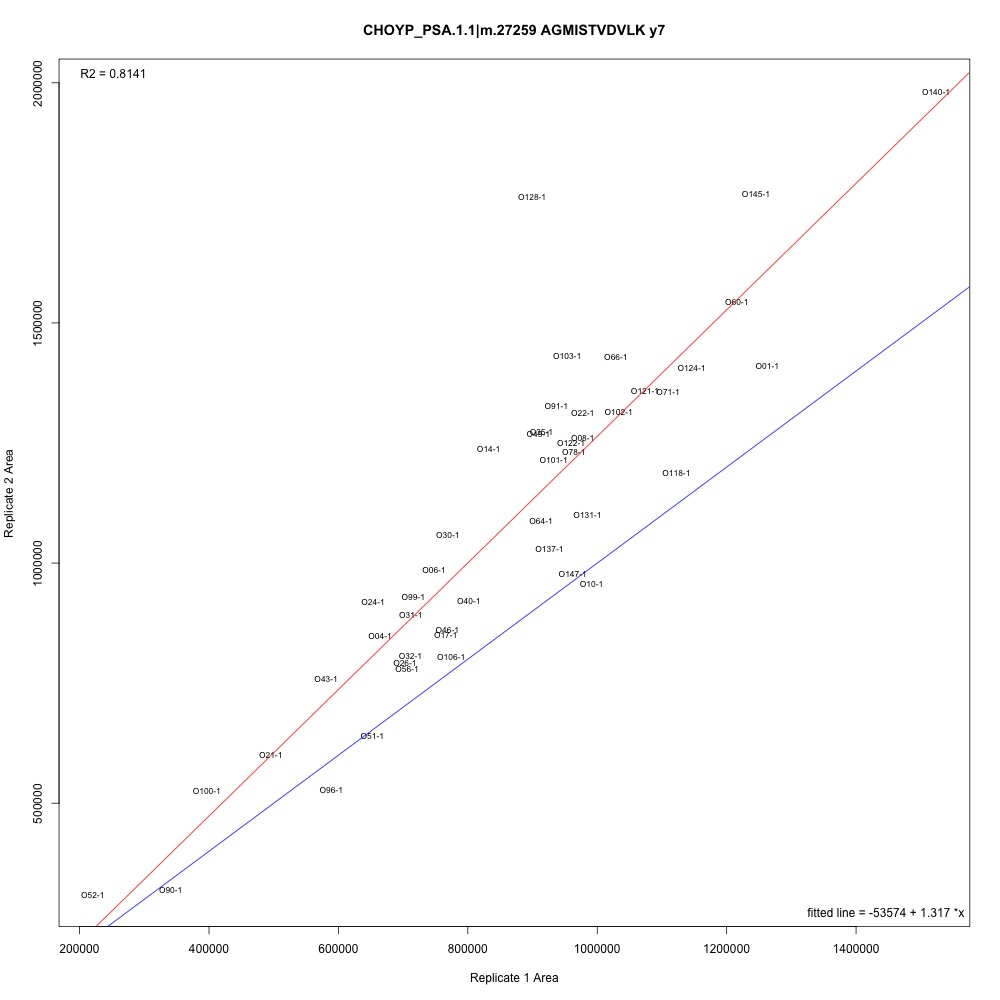 CHOYP_PSA.1.1|m.27259 AGMISTVDVLK y7
R2 = 0.8141
2000000
O140-1
O128-1
O145-1
O60-1
1500000
O103-1
O66-1
O124-1
O01-1
O121-1
O71-1
O91-1
O22-1
O102-1
O35-1
O49-1
O08-1
O122-1
O14-1
O78-1
O101-1
O118-1
O131-1
O64-1
O30-1
O137-1
1000000
O06-1
O147-1
O10-1
O99-1
O24-1
O40-1
O31-1
O46-1
O17-1
O04-1
O32-1
O106-1
O26-1
O56-1
O43-1
O51-1
O21-1
O100-1
O96-1
500000
O90-1
O52-1
fitted line = -53574 + 1.317 *x
200000 400000 600000 800000 1000000 1200000 1400000
Replicate 1 Area
Replicate 2 Area